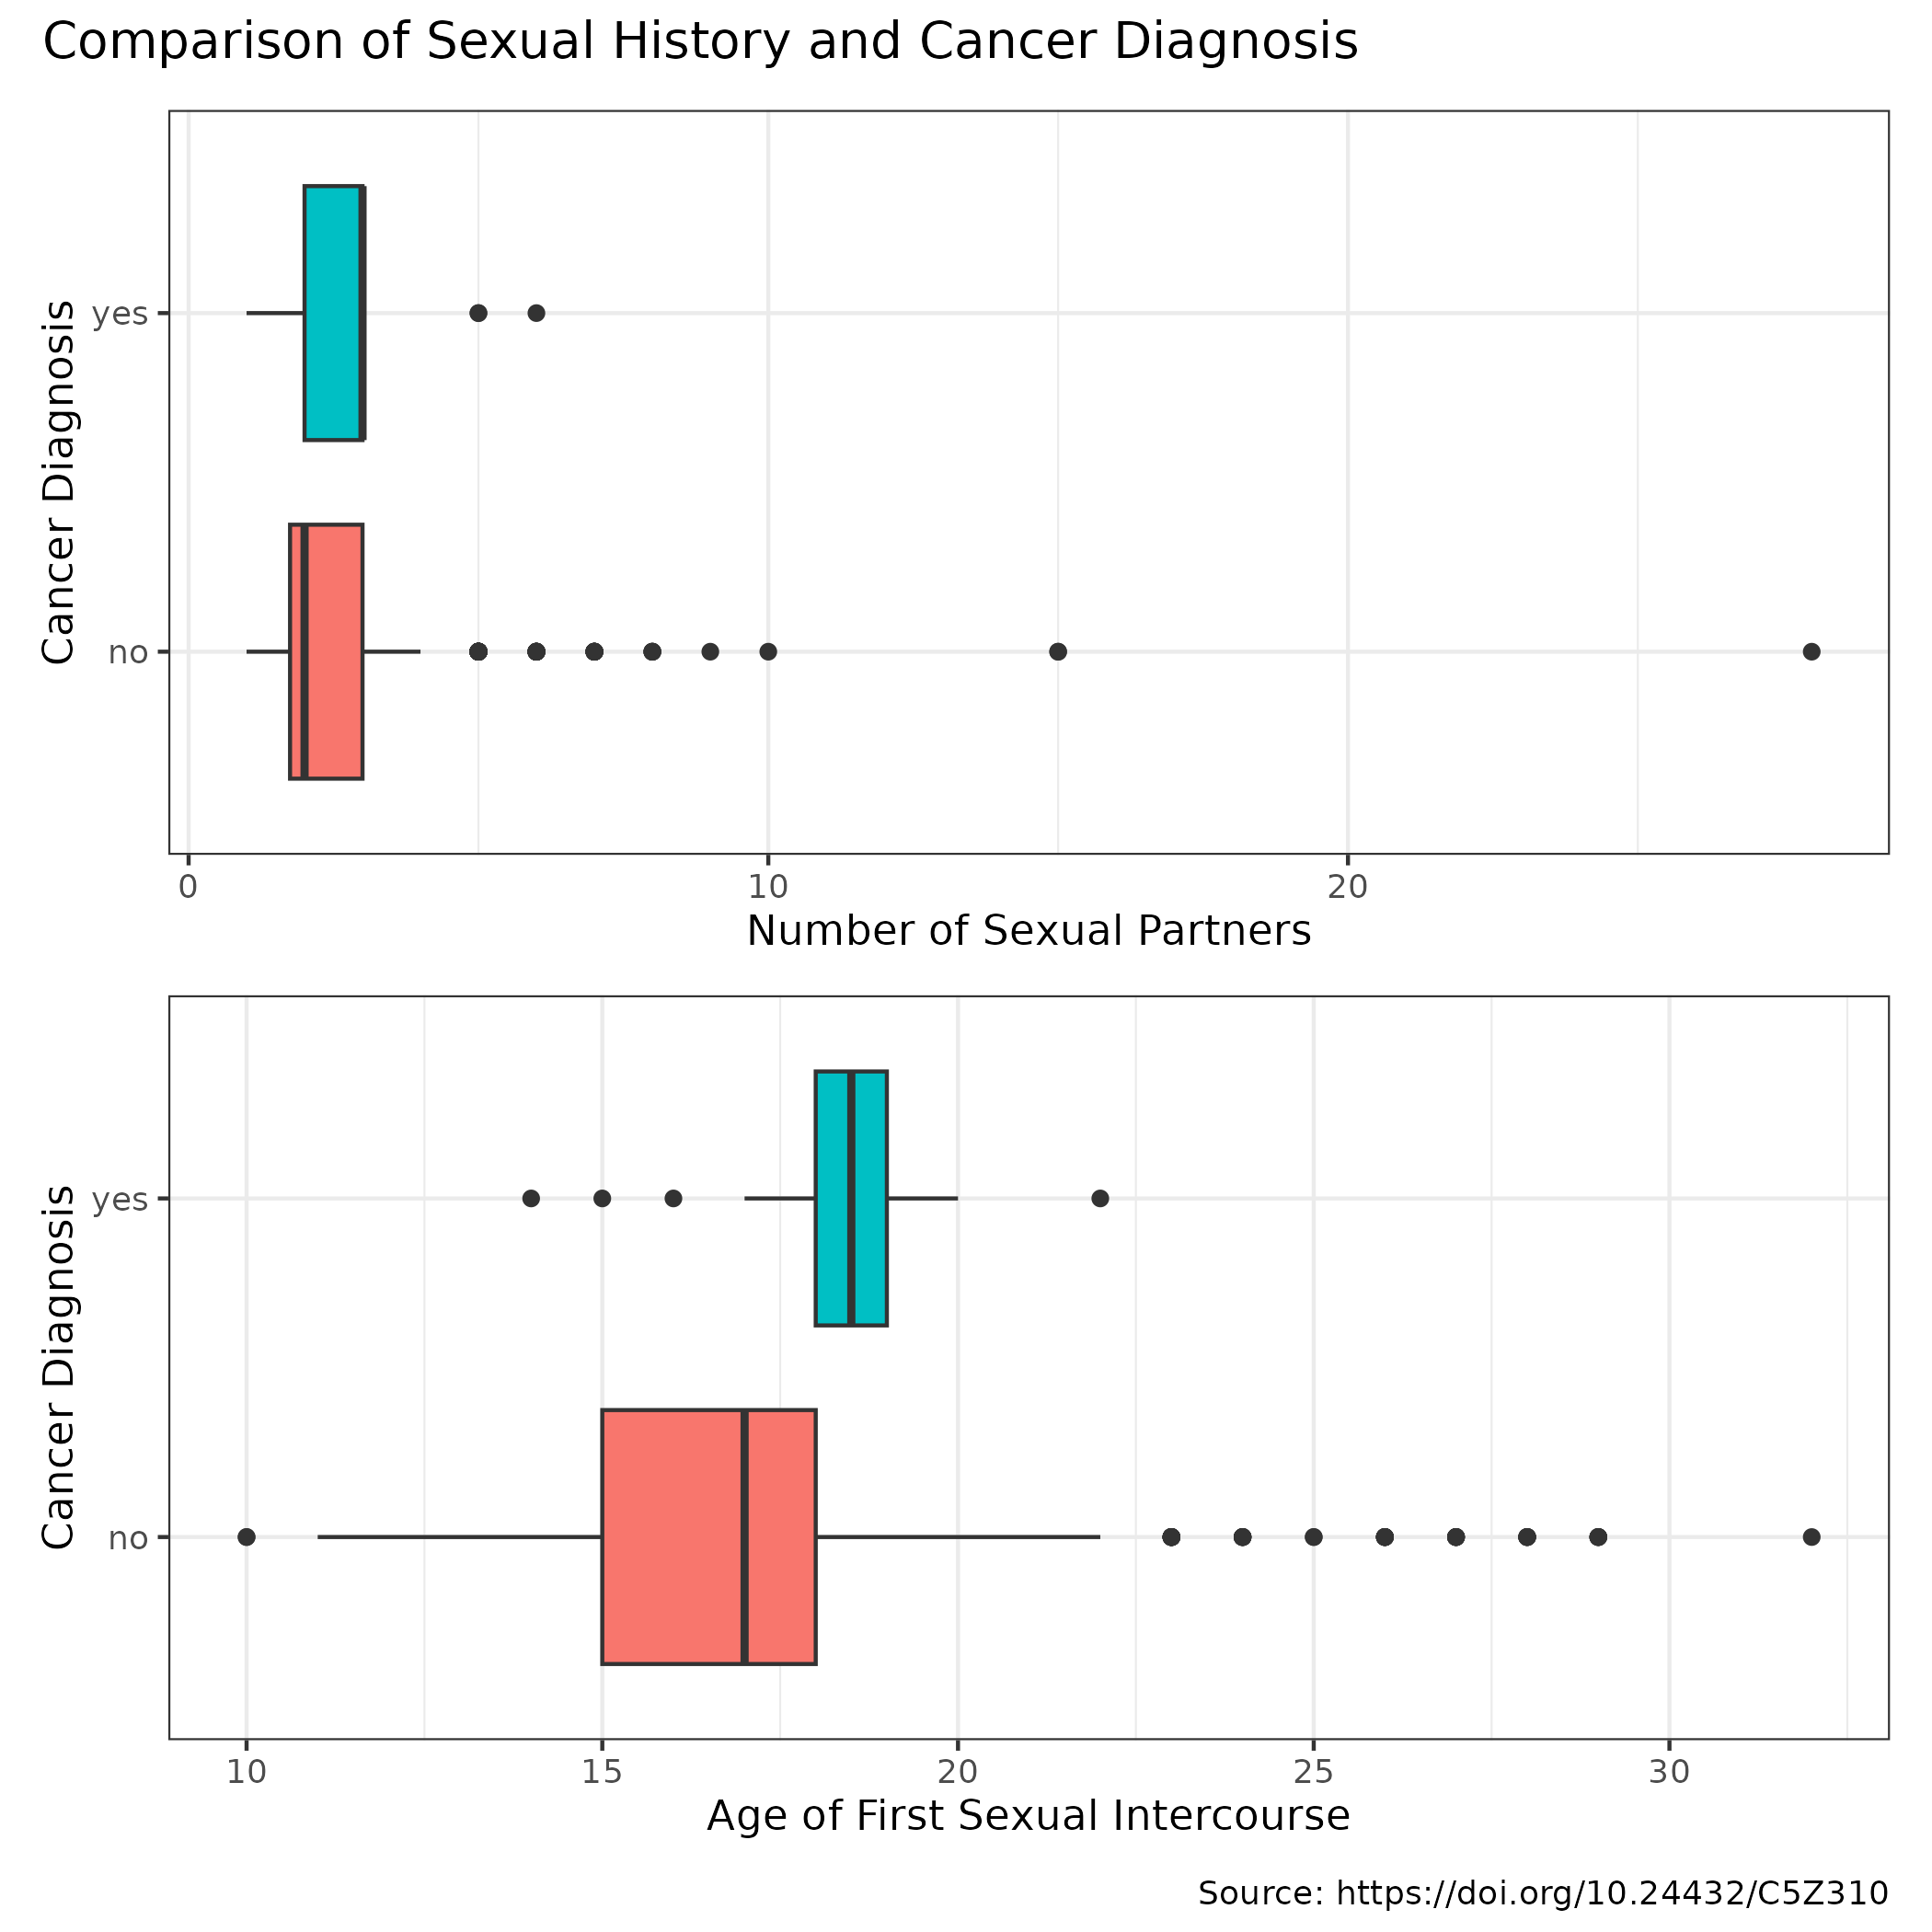 Comparison of Sexual History and Cancer Diagnosis
Cancer Diagnosis
yes
no
0 10 20
Number of Sexual Partners
Cancer Diagnosis
yes
no
10 15 20 25 30
Age of First Sexual Intercourse
Source: https://doi.org/10.24432/C5Z310